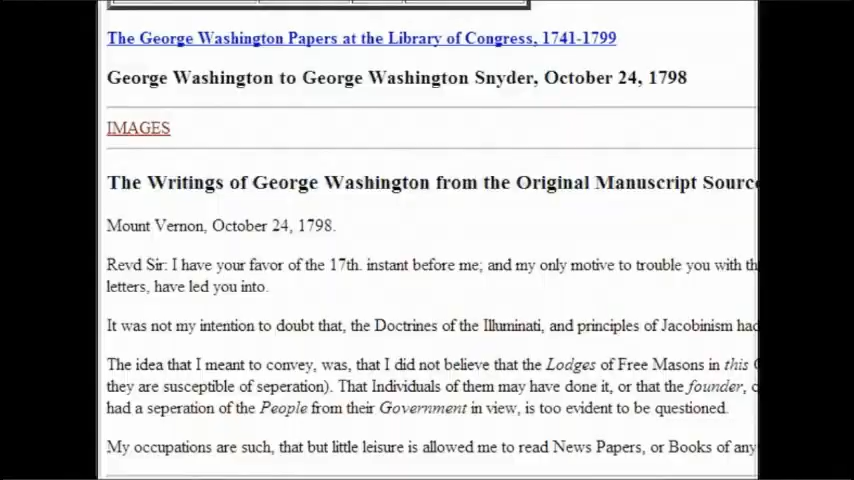 The George Washington Papers at the Library of Congress, 1741-1799
George Washington to George Washington Snyder, October 24, 1798
IMAGES
The Writings of George Washington from the Original Manuscript Sourc
Mount Vernon, October 24, 1798.
Revd Sir: I have your favor of the 17th. instant before me; and my only motive to trouble you with th
letters, have led you into.
It was not my intention to doubt that, the Doctrines of the Illuminati, and principles of Jacobinism had
The idea that I meant to convey, was, that I did not believe that the Lodges of Free Masons in this
they are susceptible of seperation). That Individuals of them may have done it, or that the founder,
had a seperation of the People from their Government in view, is too evident to be questioned.
My occupations are such, that but little leisure is allowed me to read News Papers, or Books of any